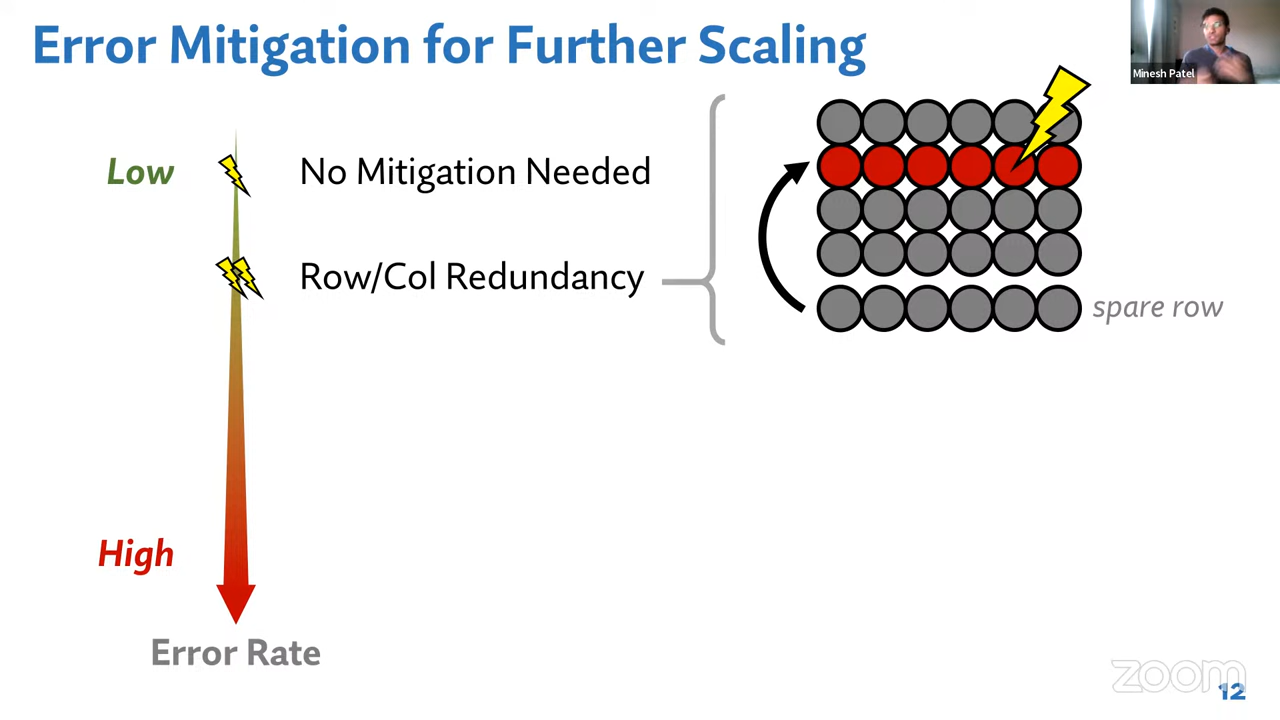 Error Mitigation for Further Scaling
Minesh Patel
Low
No Mitigation Needed
Row/Col Redundancy
spare row
High
Error Rate
zoom
12